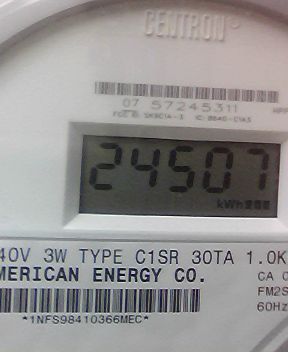 CENTRON®
07 57245311
24507
kWh
40V 3W TYPE C1SR 30TA 1.0K
MERICAN ENERGY CO.
CA 0
FM2S
60Hz
*1NFS98410366MEC*